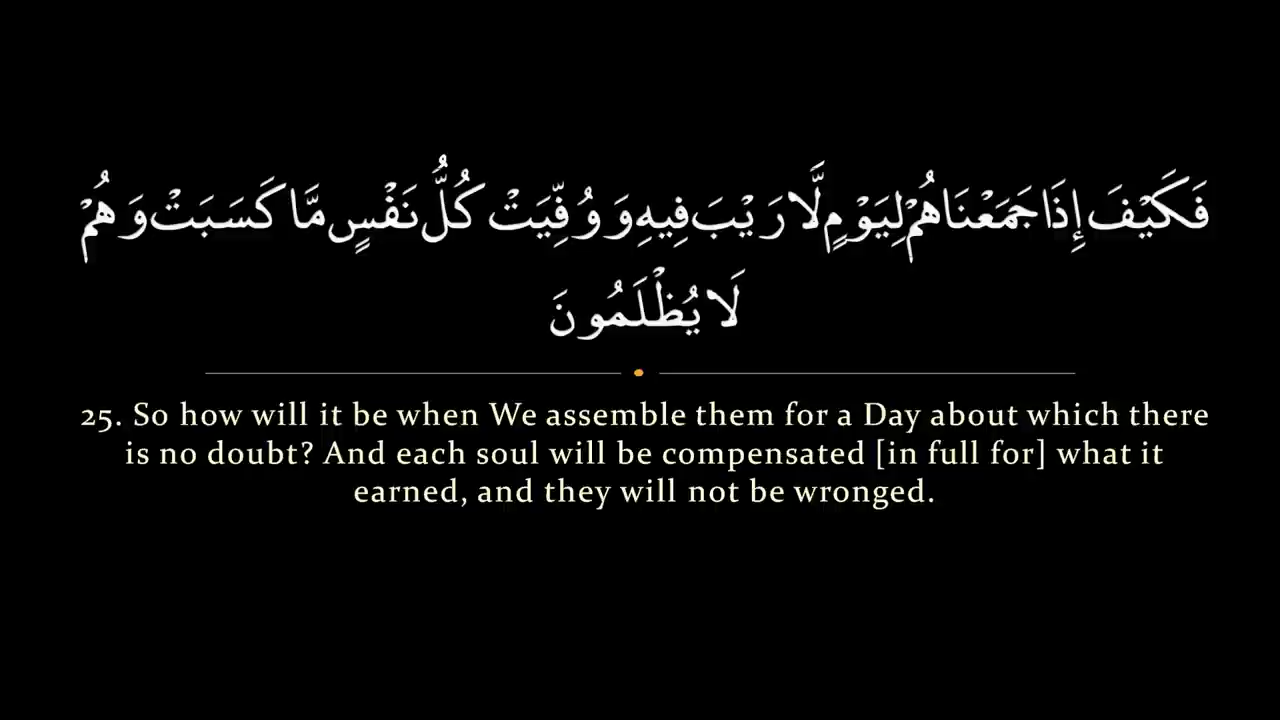 فَكَيْفَ إِذَا جَمَعْنَاهُمْ لِيَوْمٍ لَّا رَيْبَ فِيهِ وَوُفِّيَتْ كُلُّ نَفْسٍ مَّا كَسَبَتْ وَهُمْ
لَا يُظْلَمُونَ
25. So how will it be when We assemble them for a Day about which there
is no doubt? And each soul will be compensated [in full for] what it
earned, and they will not be wronged.